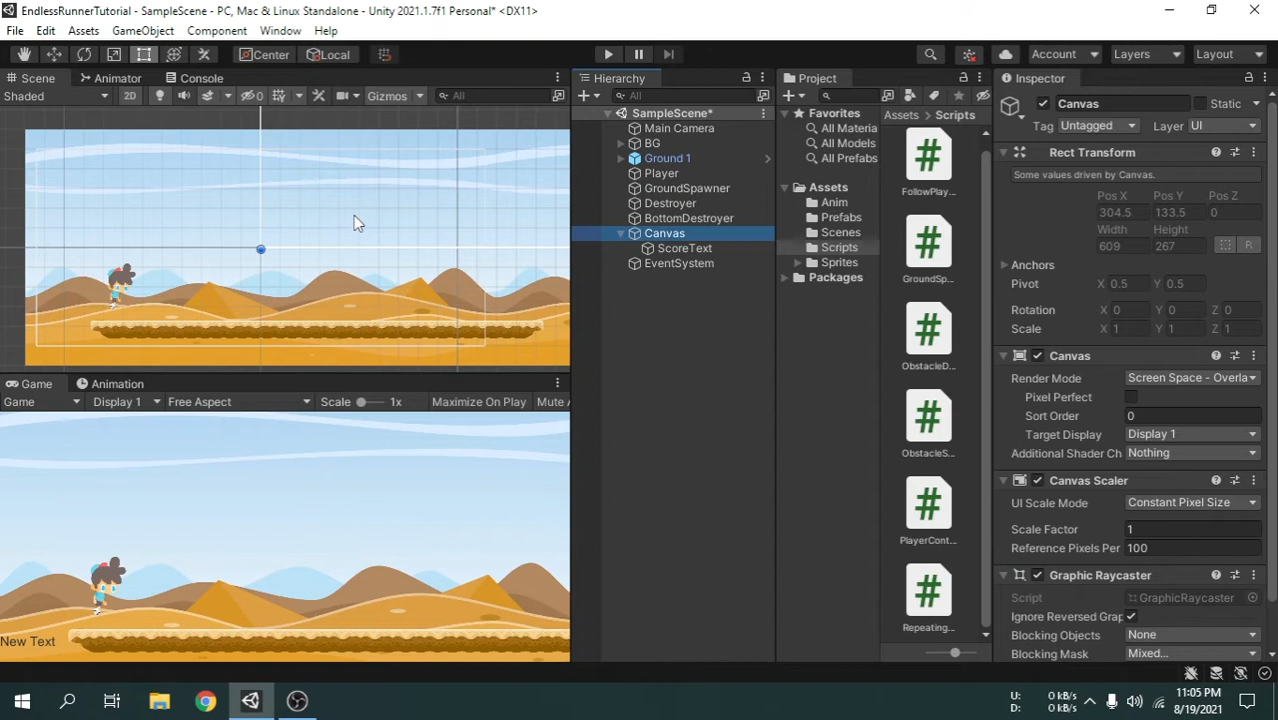 EndlessRunnerTutorial - SampleScene - PC, Mac & Linux Standalone - Unity 2021.1.7f1 Personal* <DX11>
File Edit Assets GameObject Component Window Help
Center Local Account Layers Layout
Scene Animator Console
Shaded 2D 0 Gizmos All
Game Animation
Game Display 1 Free Aspect Scale 1x Maximize On Play Mute A
New Text
Hierarchy
All
SampleScene*
Main Camera
BG
Ground 1
Player
GroundSpawner
Destroyer
BottomDestroyer
Canvas
ScoreText
EventSystem
Project
Favorites
All Materia
All Models
All Prefabs
Assets
Anim
Prefabs
Scenes
Scripts
Sprites
Packages
Assets Scripts
FollowPlay...
GroundSp...
ObstacleD...
ObstacleS...
PlayerCont...
Repeating...
Inspector
Canvas Static
Tag Untagged Layer UI
Rect Transform
Some values driven by Canvas.
Pos X Pos Y Pos Z
304.5 133.5 0
Width Height
609 267 R
Anchors
Pivot X 0.5 Y 0.5
Rotation X 0 Y 0 Z 0
Scale X 1 Y 1 Z 1
Canvas
Render Mode Screen Space - Overla
Pixel Perfect
Sort Order 0
Target Display Display 1
Additional Shader Ch Nothing
Canvas Scaler
UI Scale Mode Constant Pixel Size
Scale Factor 1
Reference Pixels Per 100
Graphic Raycaster
Script GraphicRaycaster
Ignore Reversed Grap
Blocking Objects None
Blocking Mask Mixed...
U: 0 kB/s
D: 0 kB/s
11:05 PM
8/19/2021